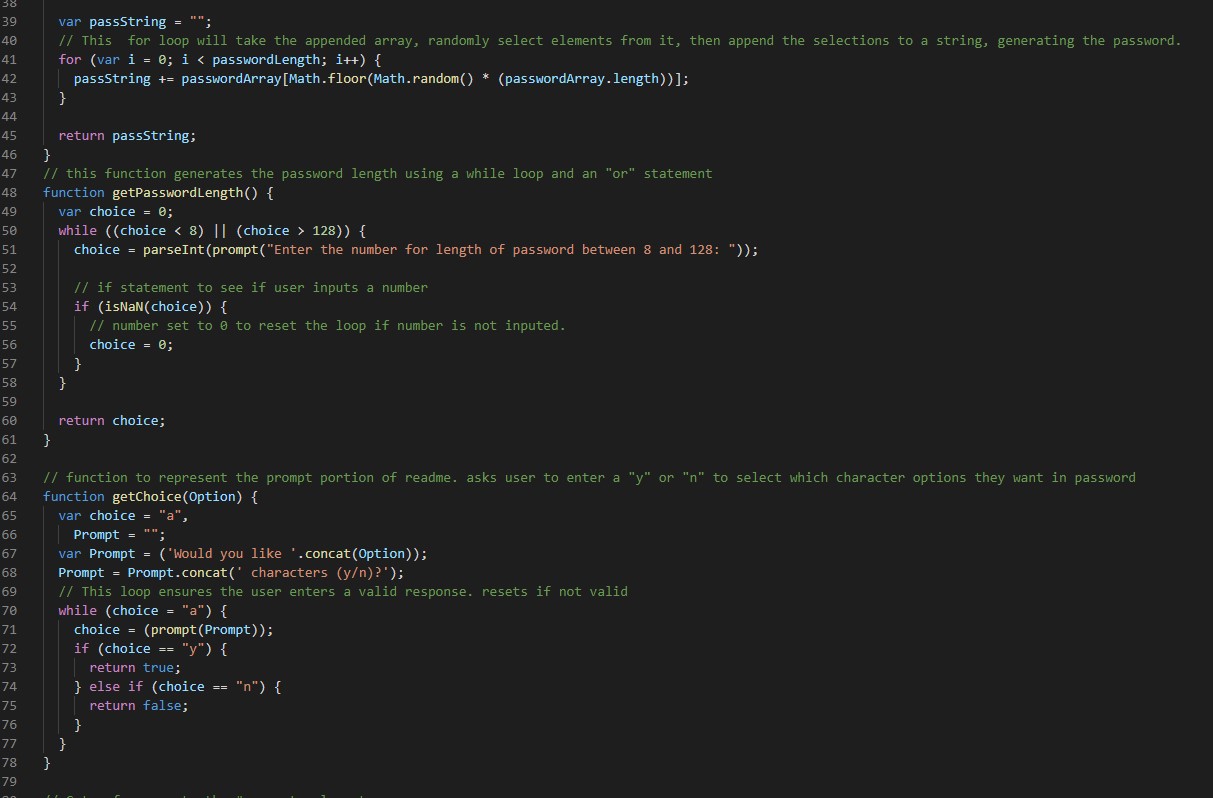 38
39 var passString = "";
40 // This  for loop will take the appended array, randomly select elements from it, then append the selections to a string, generating the password.
41 for (var i = 0; i < passwordLength; i++) {
42 passString += passwordArray[Math.floor(Math.random() * (passwordArray.length))];
43 }
44
45 return passString;
46 }
47 // this function generates the password length using a while loop and an "or" statement
48 function getPasswordLength() {
49 var choice = 0;
50 while ((choice < 8) || (choice > 128)) {
51 choice = parseInt(prompt("Enter the number for length of password between 8 and 128: "));
52
53 // if statement to see if user inputs a number
54 if (isNaN(choice)) {
55 // number set to 0 to reset the loop if number is not inputed.
56 choice = 0;
57 }
58 }
59
60 return choice;
61 }
62
63 // function to represent the prompt portion of readme. asks user to enter a "y" or "n" to select which character options they want in password
64 function getChoice(Option) {
65 var choice = "a",
66 Prompt = "";
67 var Prompt = ('Would you like '.concat(Option));
68 Prompt = Prompt.concat(' characters (y/n)?');
69 // This loop ensures the user enters a valid response. resets if not valid
70 while (choice = "a") {
71 choice = (prompt(Prompt));
72 if (choice == "y") {
73 return true;
74 } else if (choice == "n") {
75 return false;
76 }
77 }
78 }
79